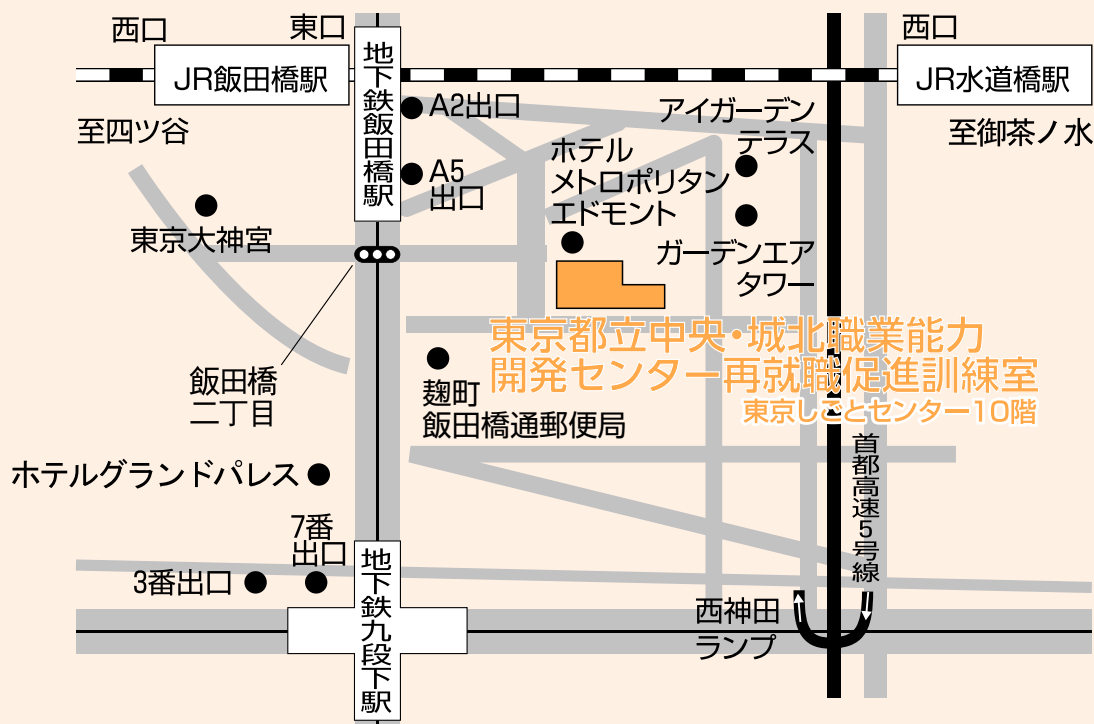 西口
東口
西口
JR飯田橋駅
地下鉄飯田橋駅
JR水道橋駅
至四ツ谷
至御茶ノ水
A2出口
アイガーデン
テラス
A5
出口
ホテル
メトロポリタン
エドモント
東京大神宮
ガーデンエア
タワー
東京都立中央・城北職業能力
開発センター再就職促進訓練室
東京しごとセンター10階
飯田橋
二丁目
麹町
飯田橋通郵便局
ホテルグランドパレス
首都高速5号線
7番
出口
3番出口
地下鉄九段下駅
西神田
ランプ